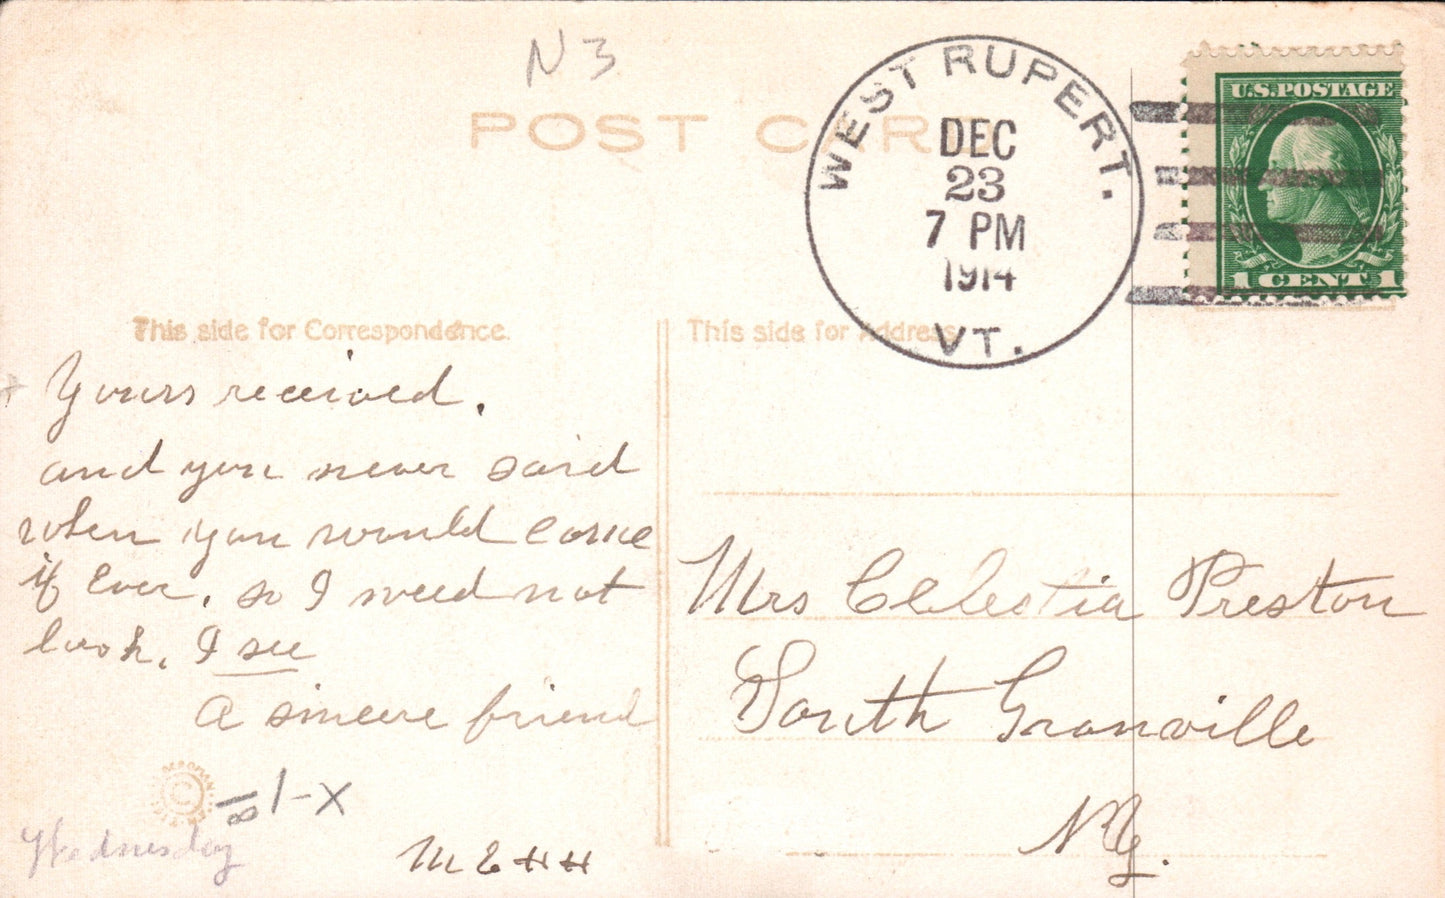 N 3
POST CARD
WEST RUPERT.
DEC
23
7 PM
1914
VT.
U.S. POSTAGE
1 CENT 1
This side for Correspondence.
This side for Address.
Yours received.
and you never said
when you would come
if Ever. so I need not
look. I see
A sincere friend
Mrs Celestia Preston
South Granville
NY.
1-X
Wednesday